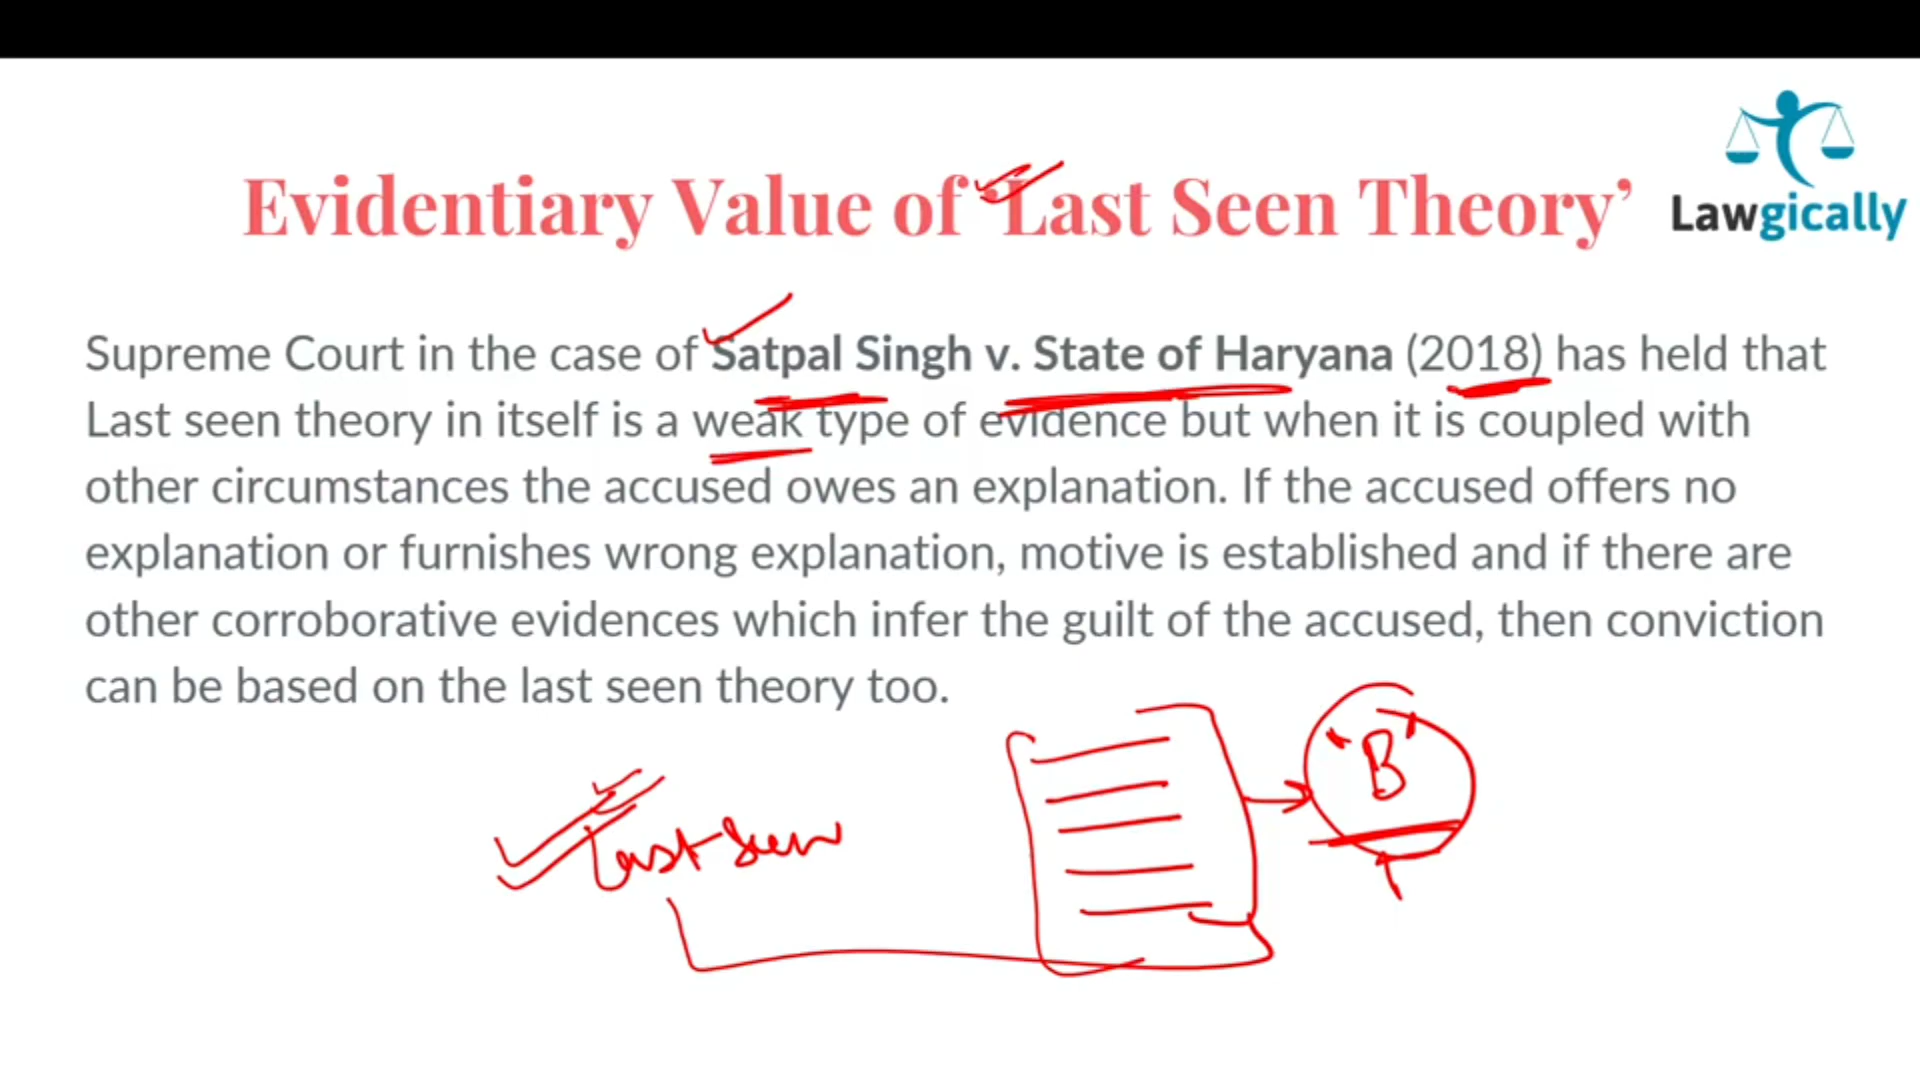 Evidentiary Value of ‘Last Seen Theory’
Lawgically
Supreme Court in the case of Satpal Singh v. State of Haryana (2018) has held that
Last seen theory in itself is a weak type of evidence but when it is coupled with
other circumstances the accused owes an explanation. If the accused offers no
explanation or furnishes wrong explanation, motive is established and if there are
other corroborative evidences which infer the guilt of the accused, then conviction
can be based on the last seen theory too.
"B"
Last seen